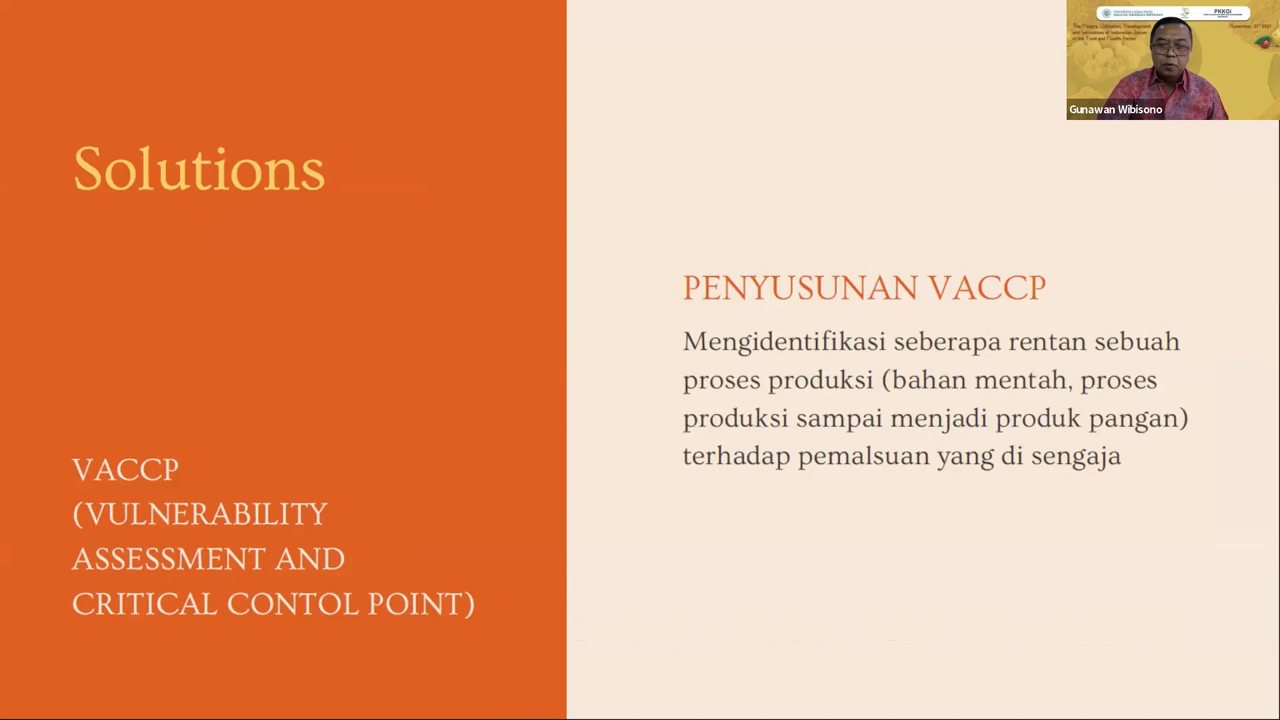 Solutions
VACCP
(VULNERABILITY
ASSESSMENT AND
CRITICAL CONTOL POINT)
PENYUSUNAN VACCP
Mengidentifikasi seberapa rentan sebuah
proses produksi (bahan mentah, proses
produksi sampai menjadi produk pangan)
terhadap pemalsuan yang di sengaja
PKKGI
Gunawan Wibisono